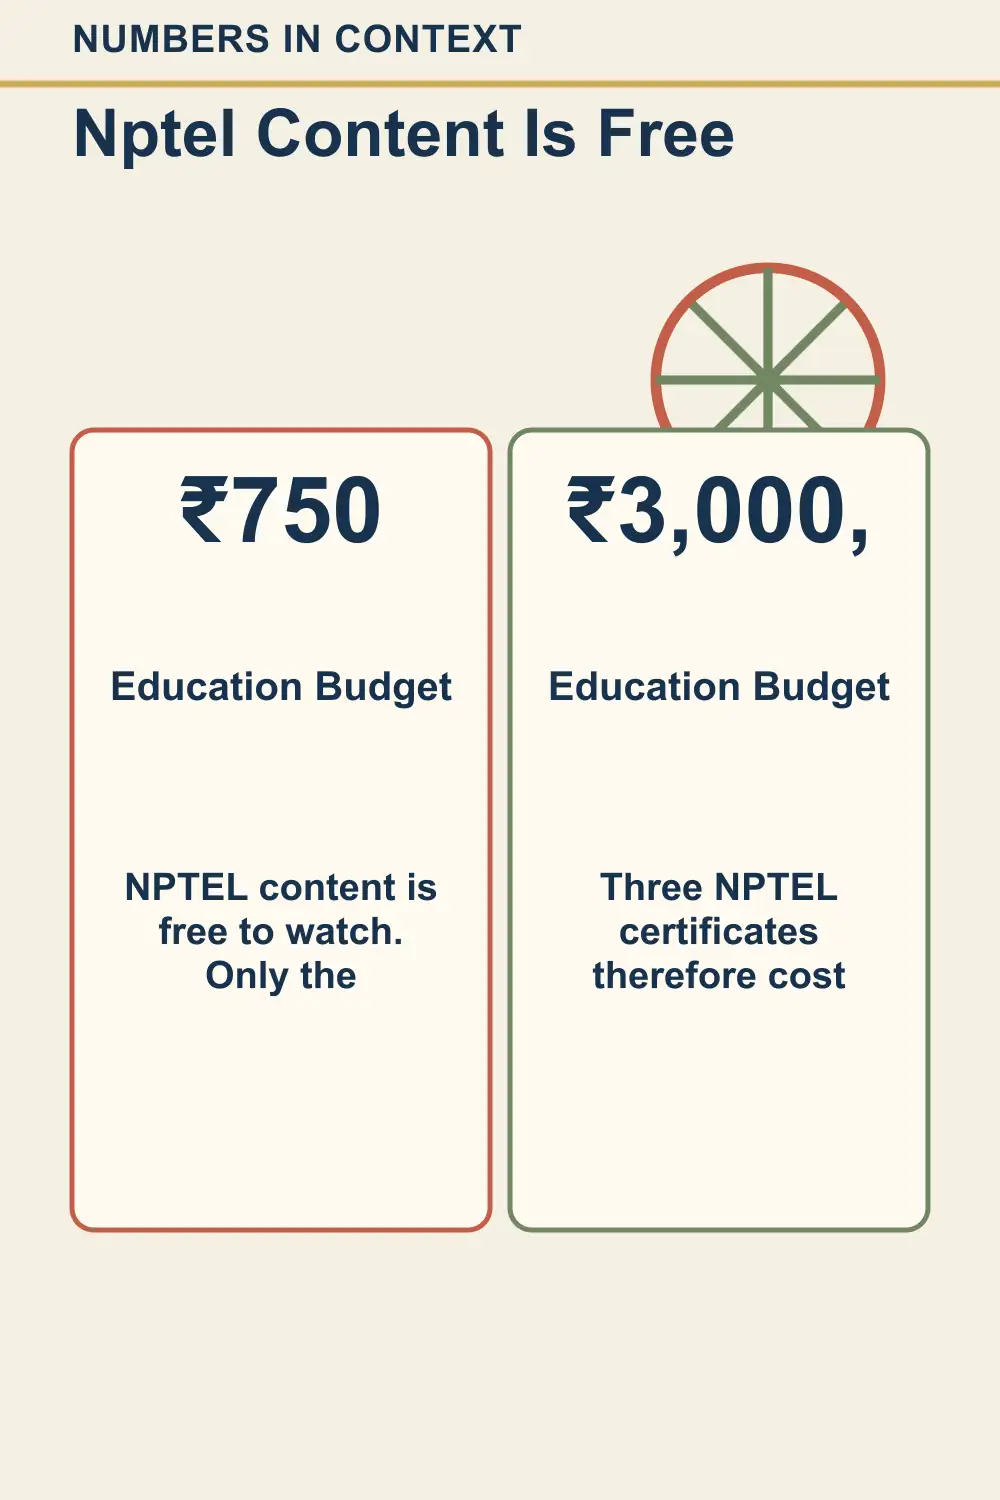 NUMBERS IN CONTEXT
Nptel Content Is Free
₹750
Education Budget
NPTEL content is
free to watch.
Only the
₹3,000,
Education Budget
Three NPTEL
certificates
therefore cost